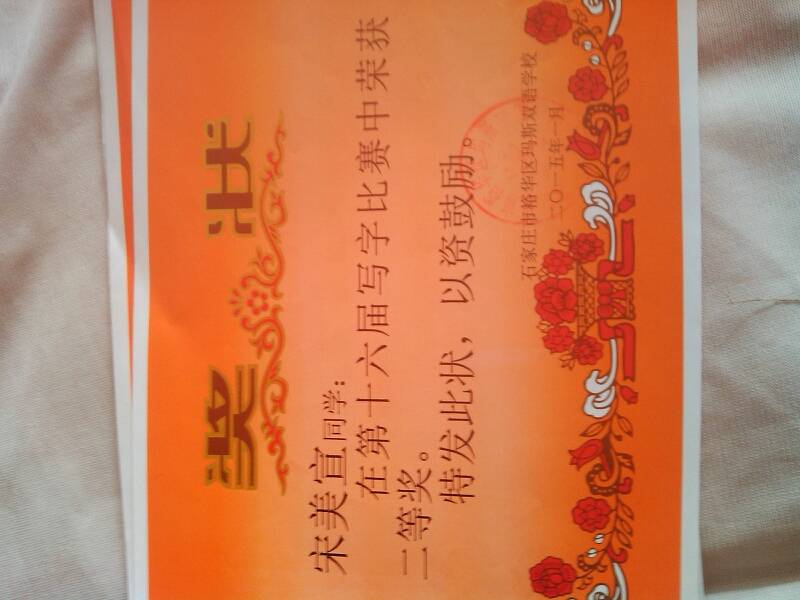 奖 状
宋美宣同学：
在第十六届写字比赛中荣获
二等奖。
特发此状，以资鼓励。
石家庄市裕华区玛斯双语学校
二〇一五年一月